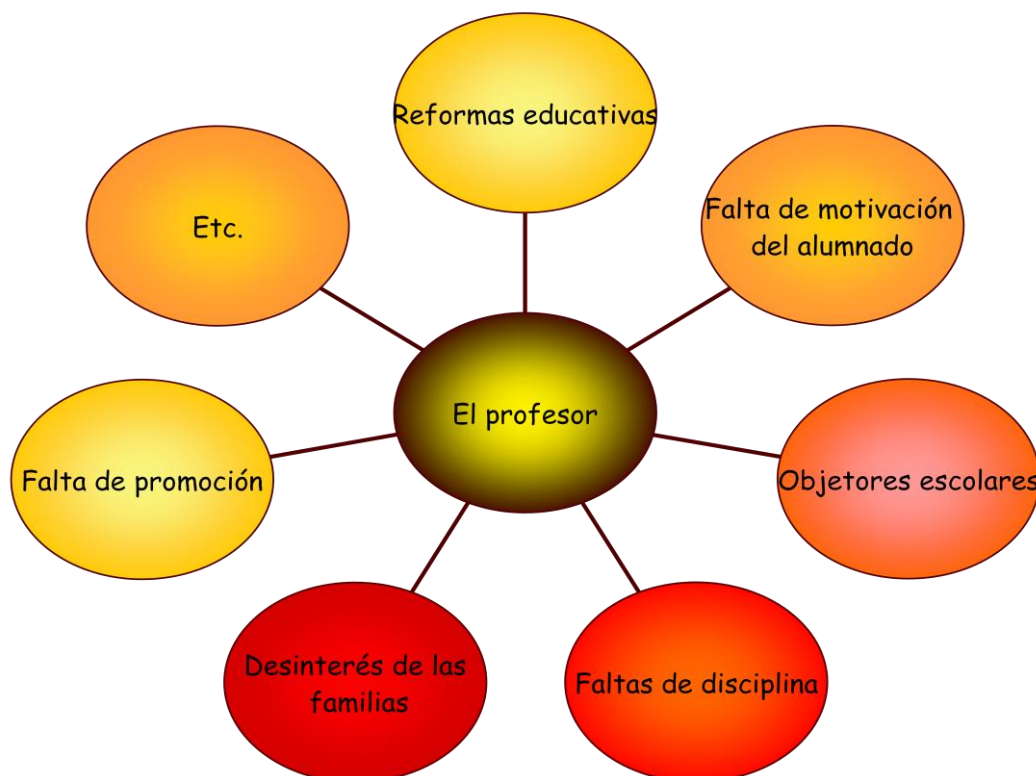 Reformas educativas
Falta de motivación
del alumnado
Objetores escolares
Faltas de disciplina
Desinterés de las
familias
Falta de promoción
Etc.
El profesor